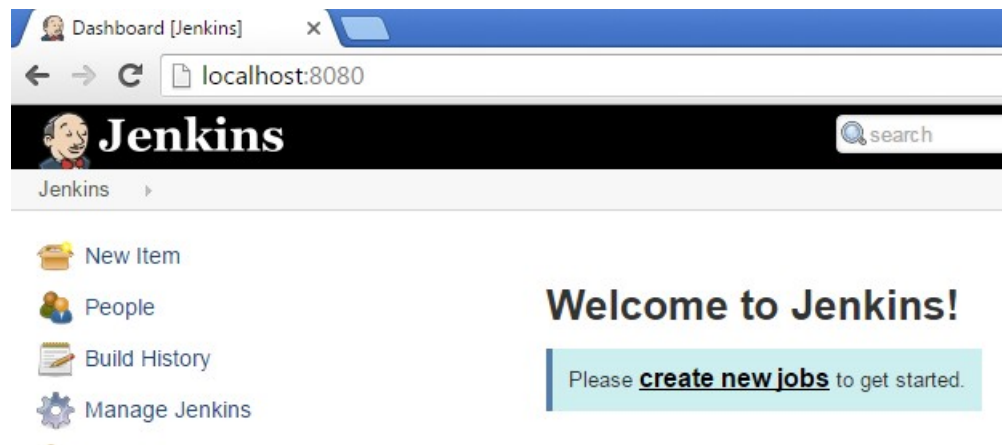 Dashboard [Jenkins]
localhost:8080
Jenkins
search
Jenkins
New Item
People
Build History
Manage Jenkins
Welcome to Jenkins!
Please create new jobs to get started.